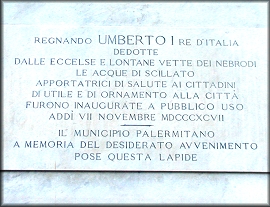 REGNANDO UMBERTO I RE D'ITALIA
DEDOTTE
DALLE ECCELSE E LONTANE VETTE DEI NEBRODI
LE ACQUE DI SCILLATO
APPORTATRICI DI SALUTE AI CITTADINI
DI UTILE E DI ORNAMENTO ALLA CITTÀ
FURONO INAUGURATE A PUBBLICO USO
ADDÌ VII NOVEMBRE MDCCCXCVII
IL MUNICIPIO PALERMITANO
A MEMORIA DEL DESIDERATO AVVENIMENTO
POSE QUESTA LAPIDE